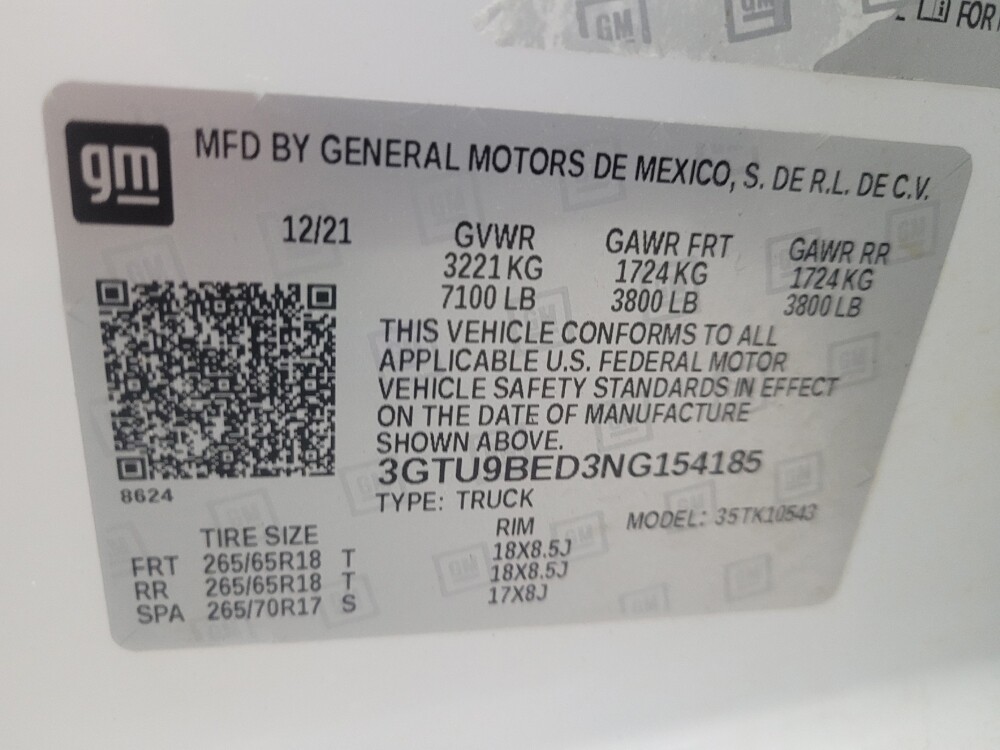 GM
GM
FOR
gm
MFD BY GENERAL MOTORS DE MEXICO, S. DE R.L. DE C.V.
12/21 GVWR GAWR FRT GAWR RR
3221 KG 1724 KG 1724 KG
7100 LB 3800 LB 3800 LB
THIS VEHICLE CONFORMS TO ALL
APPLICABLE U.S. FEDERAL MOTOR
VEHICLE SAFETY STANDARDS IN EFFECT
ON THE DATE OF MANUFACTURE
SHOWN ABOVE.
3GTU9BED3NG154185
8624
TYPE: TRUCK
TIRE SIZE RIM MODEL: 35TK10543
FRT 265/65R18 T 18X8.5J
RR 265/65R18 T 18X8.5J
SPA 265/70R17 S 17X8J